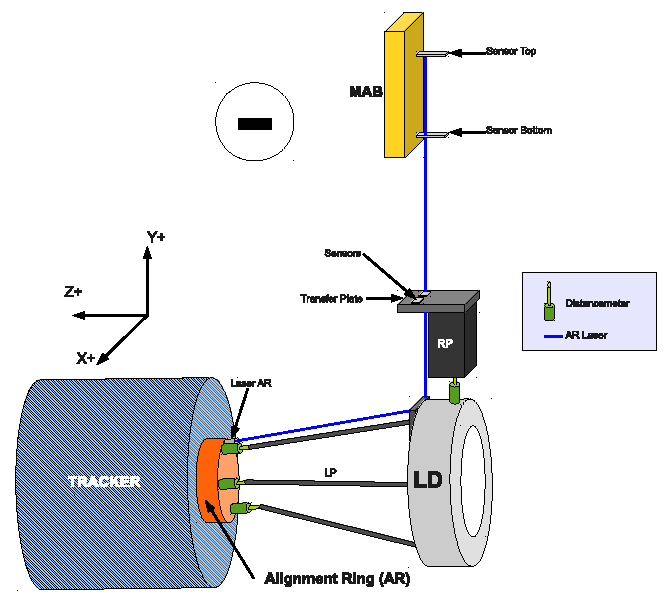 Sensor Top
MAB
Sensor Bottom
Y+
Sensors
Z+
Transfer Plate
Distancemeter
AR Laser
RP
X+
Laser AR
TRACKER
LP
LD
Alignment Ring (AR)